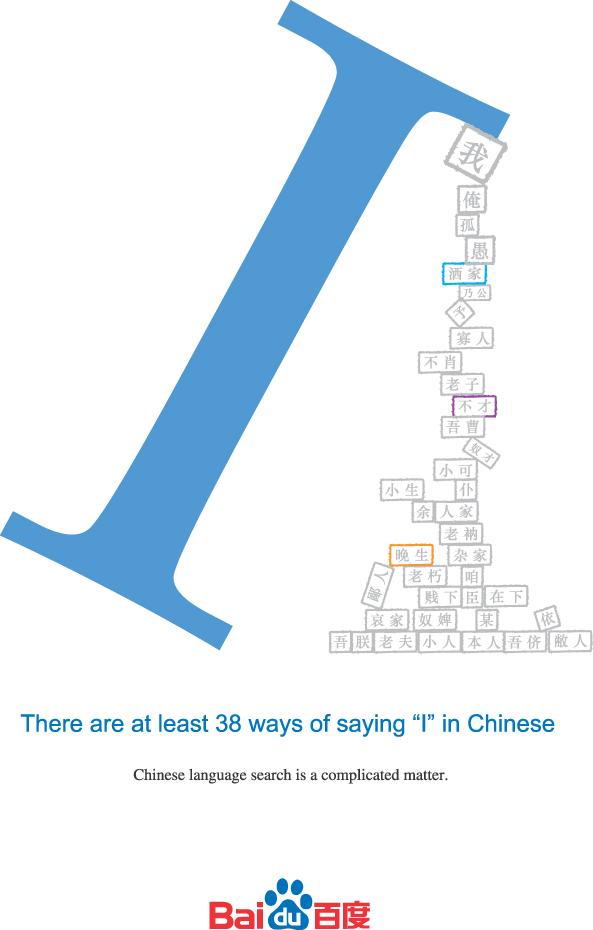 I
我
俺
孤
愚
洒家
乃公
予
寡人
不肖
老子
不才
吾曹
奴才
小可
小生 仆
余 人家
老衲
晚生 杂家
鄙人 老朽 咱
贱下 臣 在下
哀家 奴婢 某 依
吾 朕 老夫 小人 本人 吾侪 敝人
There are at least 38 ways of saying “I” in Chinese
Chinese language search is a complicated matter.
Bai du 百度